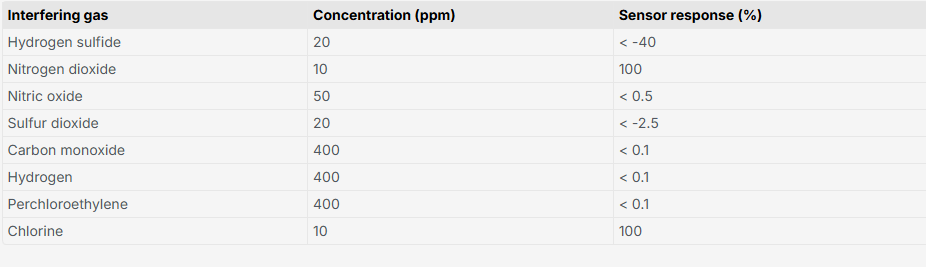 Interfering gas Concentration (ppm) Sensor response (%)
Hydrogen sulfide 20 < -40
Nitrogen dioxide 10 100
Nitric oxide 50 < 0.5
Sulfur dioxide 20 < -2.5
Carbon monoxide 400 < 0.1
Hydrogen 400 < 0.1
Perchloroethylene 400 < 0.1
Chlorine 10 100